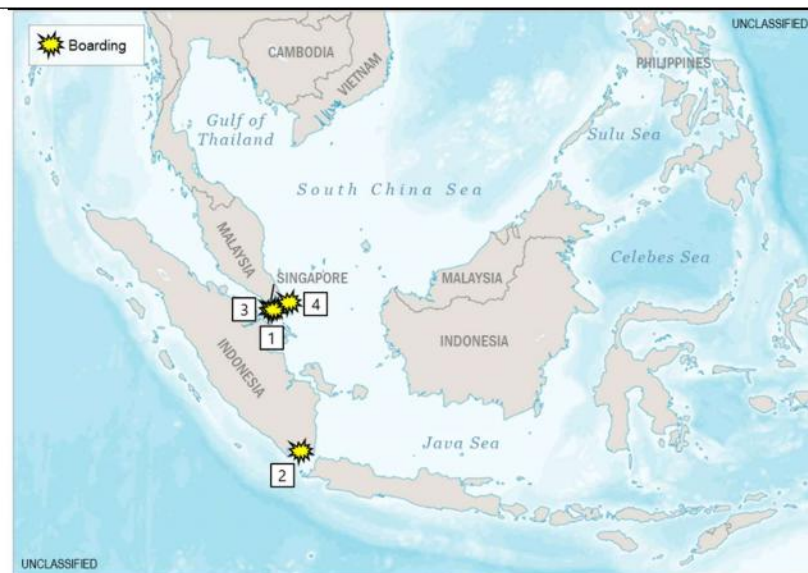 UNCLASSIFIED
Boarding
CAMBODIA
VIETNAM
PHILIPPINES
Gulf of
Thailand
Sulu Sea
South China Sea
MALAYSIA
Celebes Sea
SINGAPORE
MALAYSIA
3
4
1
INDONESIA
INDONESIA
Java Sea
2
UNCLASSIFIED